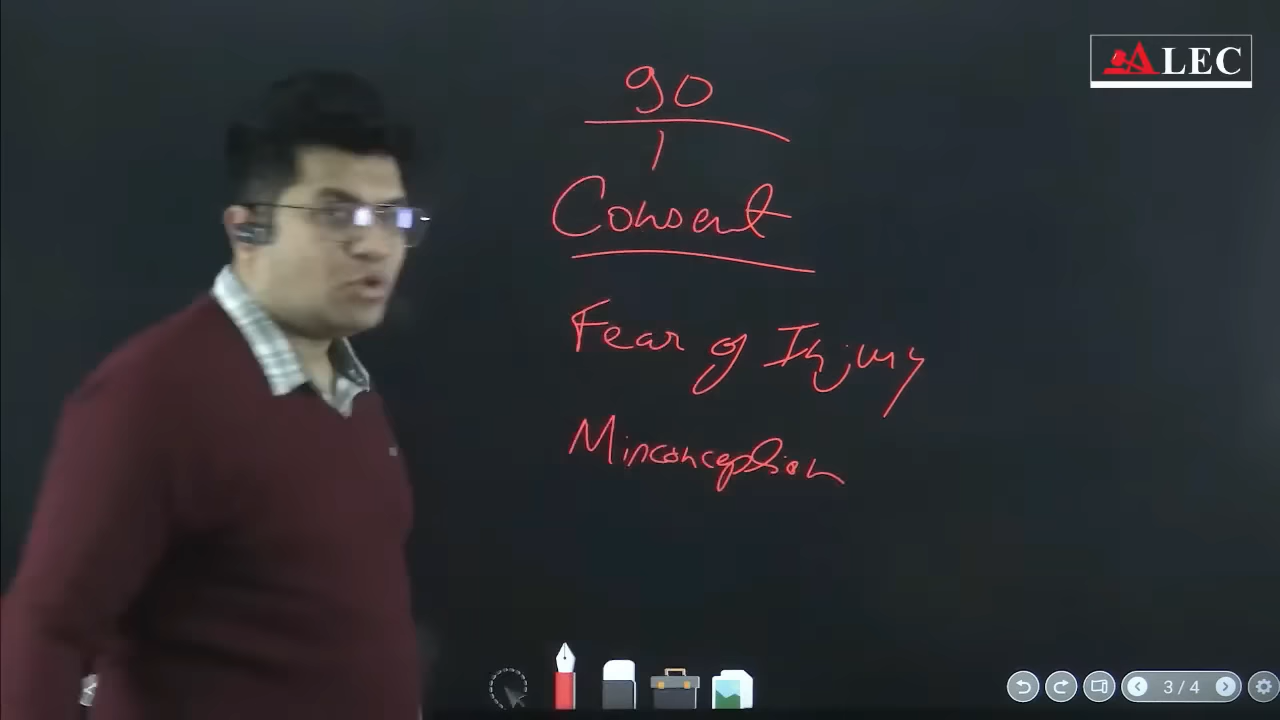 ALEC
90
Consent
Fear of Injury
Misconception
3 / 4